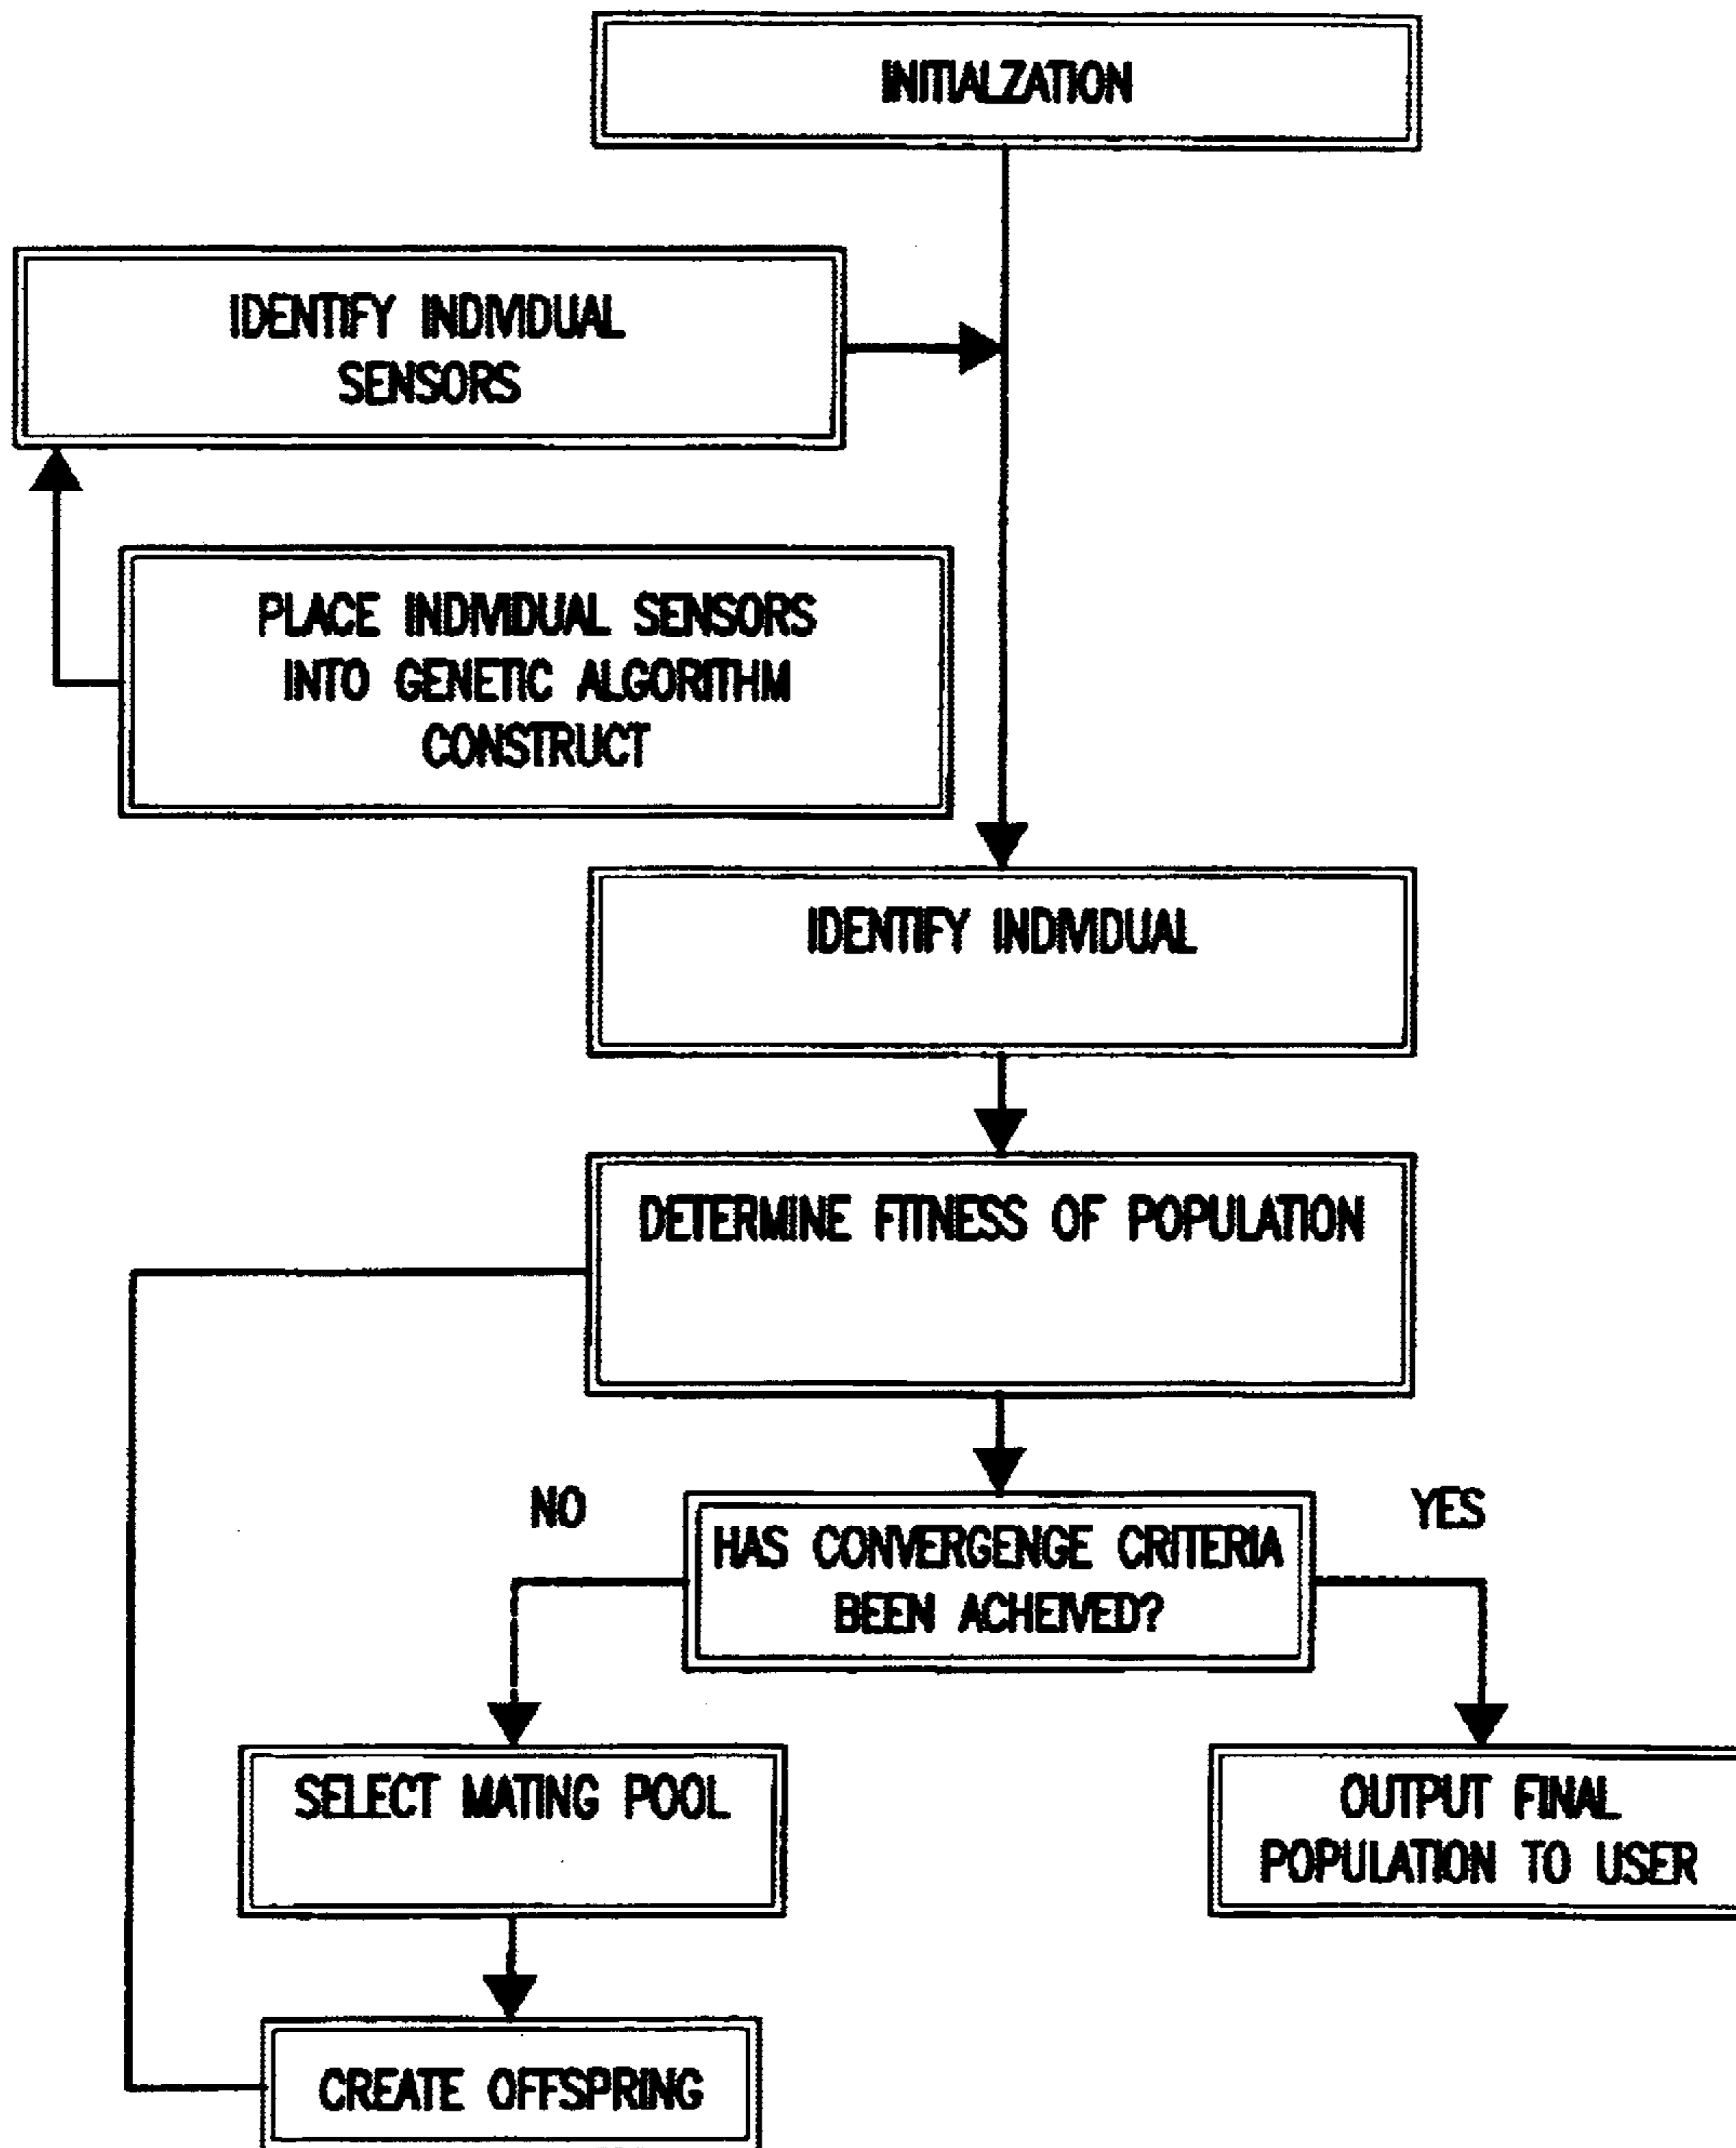 INITIALZATION
IDENTIFY INDIVIDUAL
SENSORS
PLACE INDIVIDUAL SENSORS
INTO GENETIC ALGORITHM
CONSTRUCT
IDENTIFY INDIVIDUAL
DETERMINE FITNESS OF POPULATION
NO
YES
HAS CONVERGENGE CRITERIA
BEEN ACHEIVED?
SELECT MATING POOL
OUTPUT FINAL
POPULATION TO USER
CREATE OFFSPRING